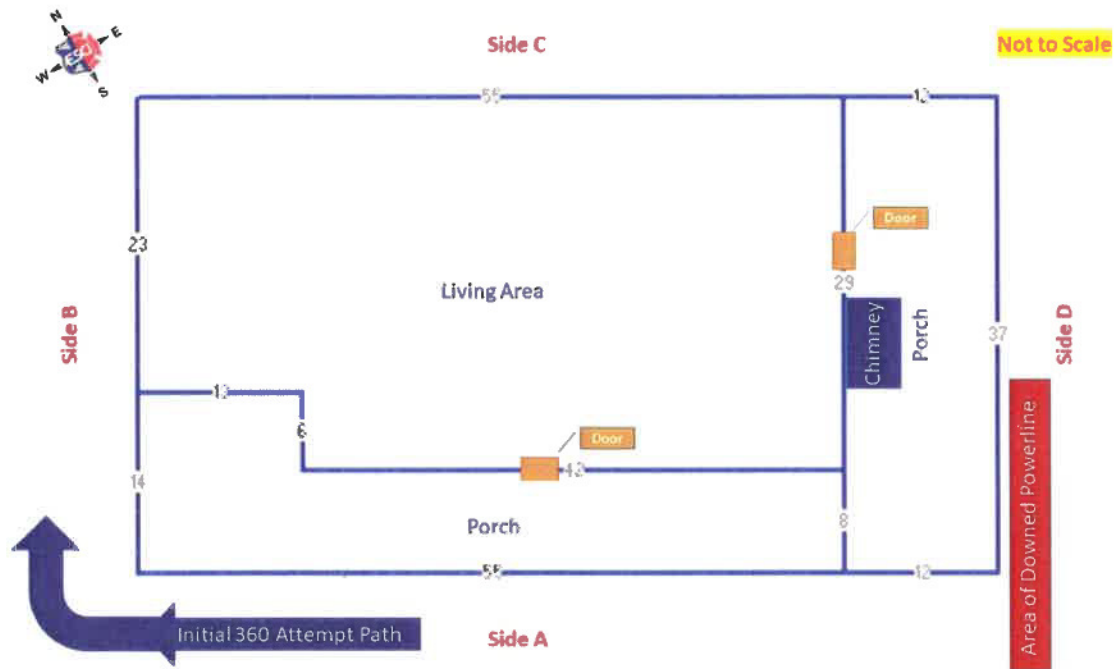 N
E
W
S
Side C
Not to Scale
55
12
Door
23
29
Living Area
Side B
Chimney
Porch
37
Side D
13
6
Door
42
14
8
Porch
55
12
Initial 360 Attempt Path
Side A
Area of Downed Powerline